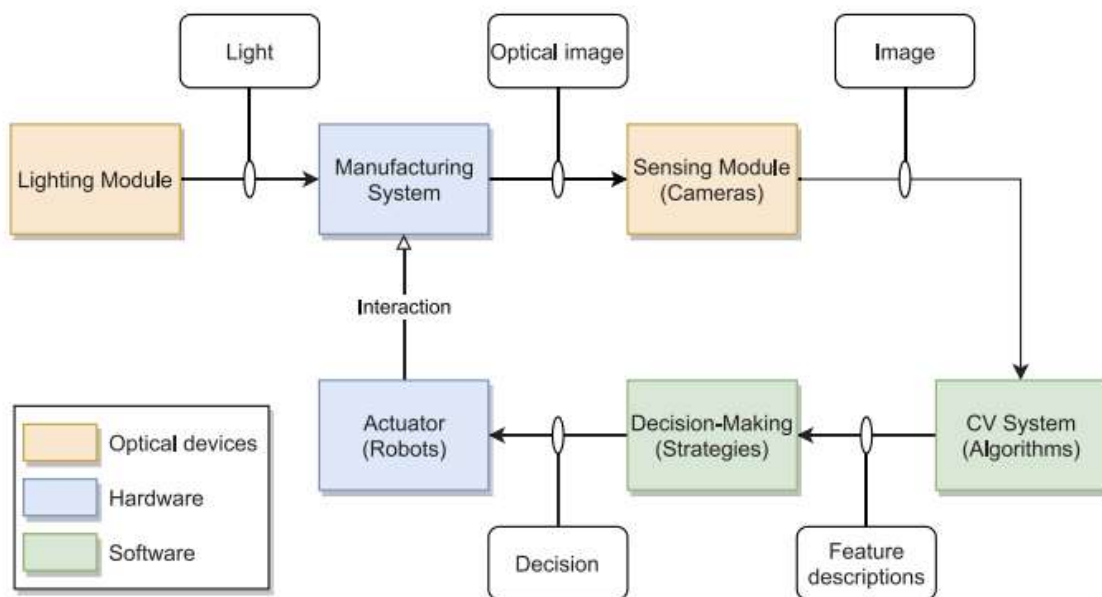 Light
Optical image
Image
Lighting Module
Manufacturing
System
Sensing Module
(Cameras)
Interaction
Actuator
(Robots)
Decision-Making
(Strategies)
CV System
(Algorithms)
Optical devices
Hardware
Software
Decision
Feature
descriptions